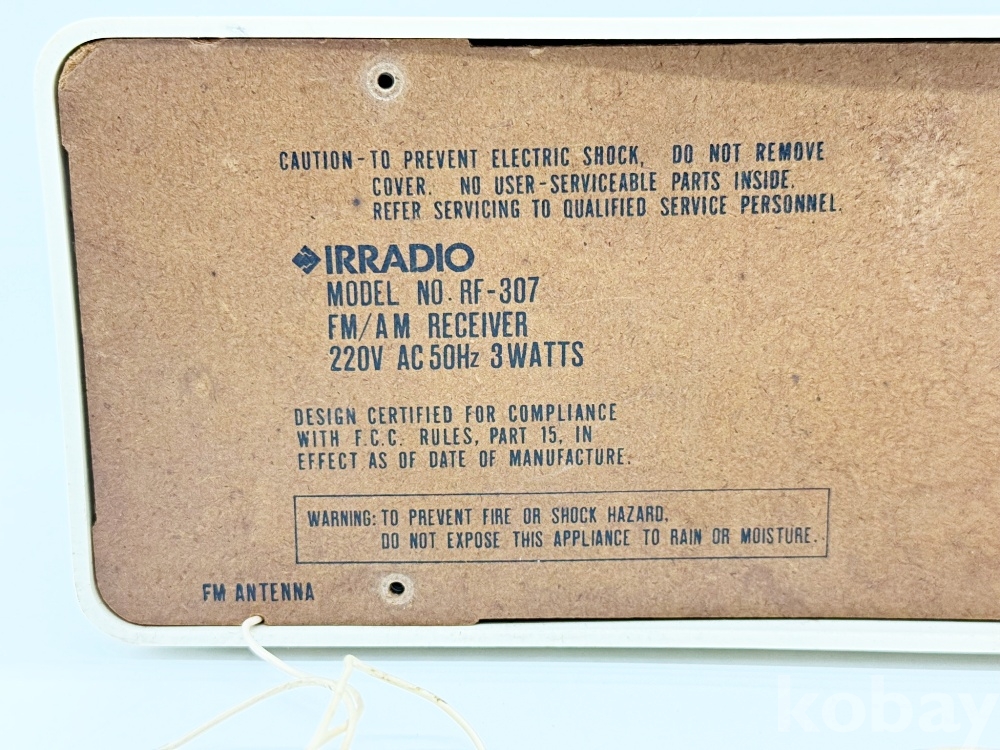 CAUTION - TO PREVENT ELECTRIC SHOCK, DO NOT REMOVE
COVER. NO USER-SERVICEABLE PARTS INSIDE.
REFER SERVICING TO QUALIFIED SERVICE PERSONNEL.
IRRADIO
MODEL NO. RF-307
FM/AM RECEIVER
220V AC 50Hz 3WATTS
DESIGN CERTIFIED FOR COMPLIANCE
WITH F.C.C. RULES, PART 15, IN
EFFECT AS OF DATE OF MANUFACTURE.
WARNING: TO PREVENT FIRE OR SHOCK HAZARD,
DO NOT EXPOSE THIS APPLIANCE TO RAIN OR MOISTURE.
FM ANTENNA
kobay